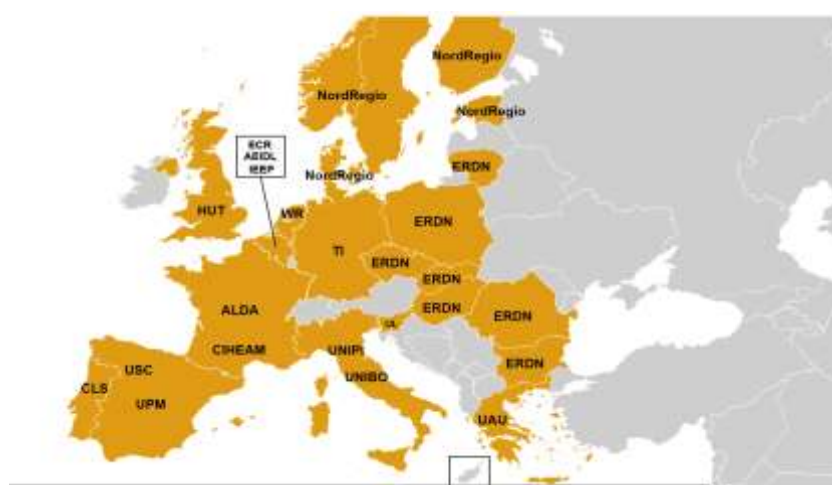 NordRegio
NordRegio
NordRegio
ECR
AEIDL
IEEP
NordRegio
ERDN
HUT
WR
ERDN
TI
ERDN
ERDN
ERDN
ALDA
ERDN
CIHEAM
UNIPI
ERDN
USC
UNIBO
CLS
UPM
UAU